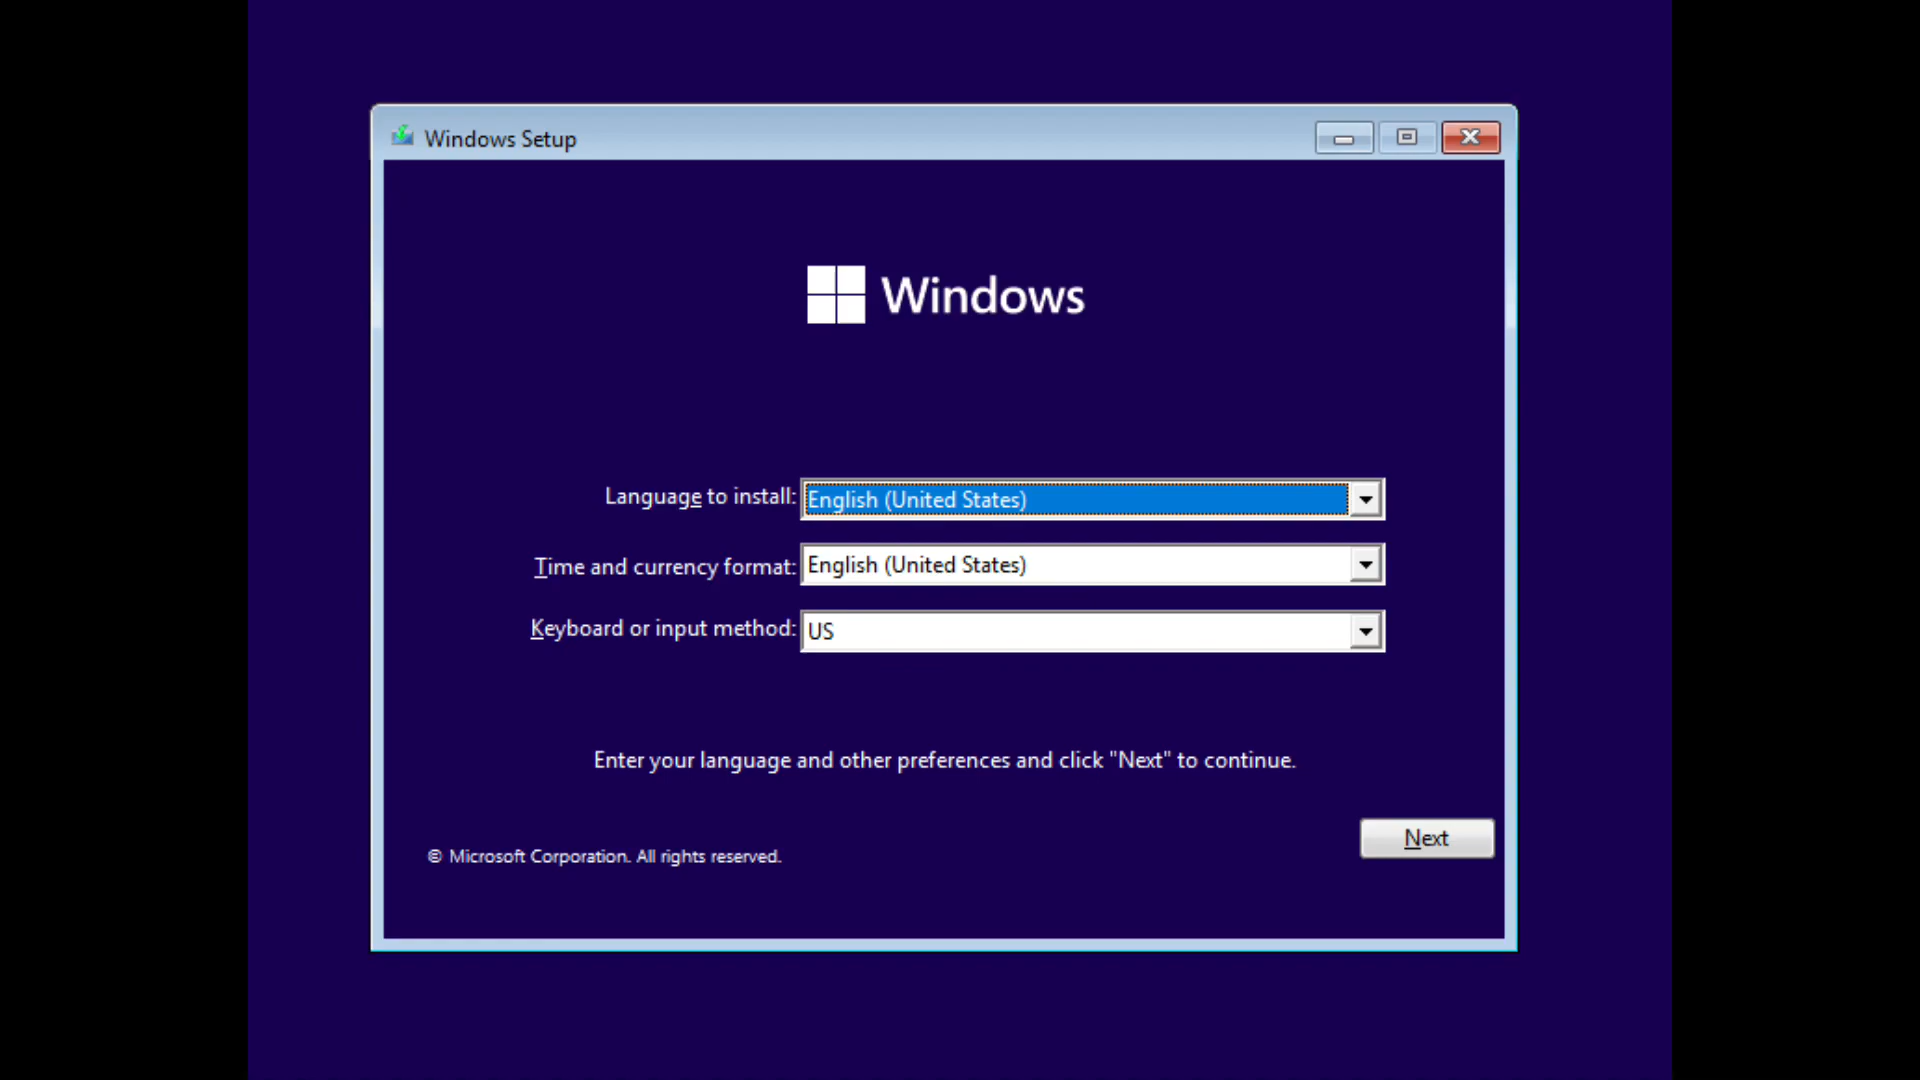 Windows Setup
Windows
Language to install: English (United States)
Time and currency format: English (United States)
Keyboard or input method: US
Enter your language and other preferences and click "Next" to continue.
Next
© Microsoft Corporation. All rights reserved.